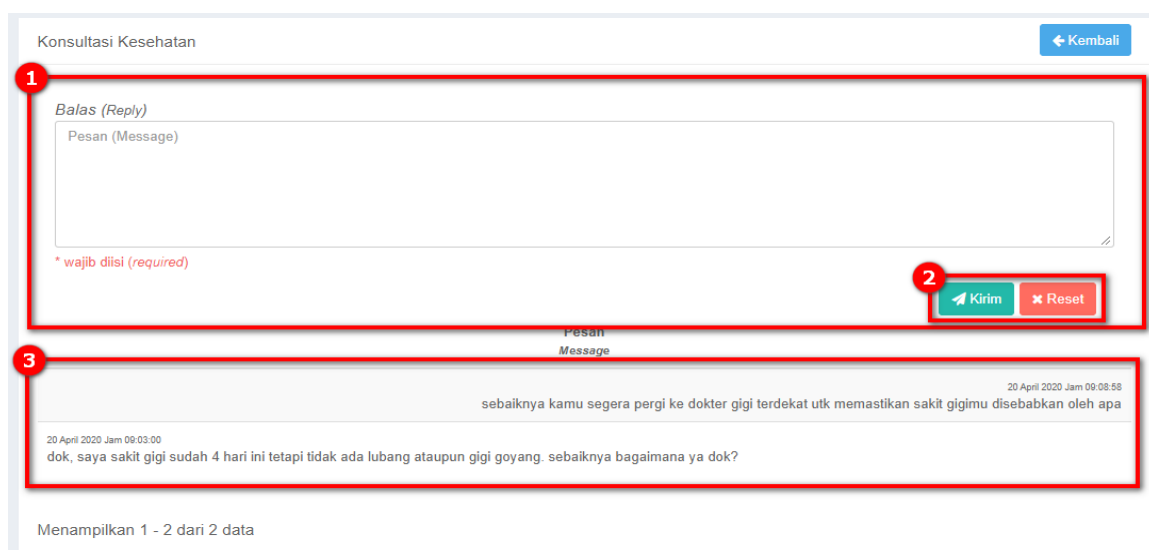 Konsultasi Kesehatan
Kembali
1
Balas (Reply)
Pesan (Message)
* wajib diisi (required)
2
Kirim
Reset
Pesan
Message
3
20 April 2020 Jam 09:08:58
sebaiknya kamu segera pergi ke dokter gigi terdekat utk memastikan sakit gigimu disebabkan oleh apa
20 April 2020 Jam 09:03:00
dok, saya sakit gigi sudah 4 hari ini tetapi tidak ada lubang ataupun gigi goyang. sebaiknya bagaimana ya dok?
Menampilkan 1 - 2 dari 2 data